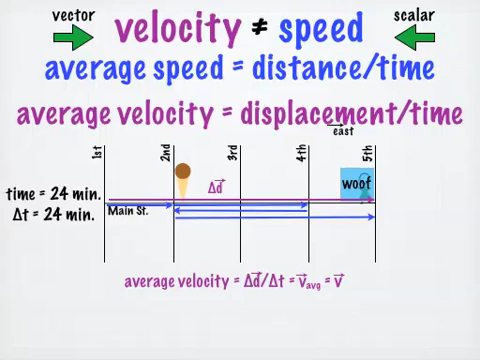 vector
velocity ≠ speed
scalar
average speed = distance/time
average velocity = displacement/time
east
1st
2nd
3rd
4th
5th
Δd⃗
woof
time = 24 min.
Δt = 24 min.
Main St.
average velocity = Δd⃗/Δt = v⃗avg = v⃗